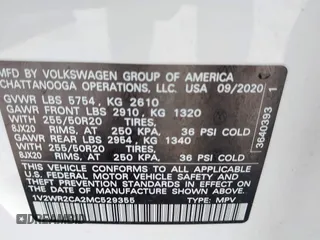 MFD BY VOLKSWAGEN GROUP OF AMERICA
CHATTANOOGA OPERATIONS, LLC. USA 09/2020
GVWR LBS 5754 , KG 2610
GAWR FRONT LBS 2910 , KG 1320
WITH 255/50R20 TIRES,
8JX20 RIMS, AT 250 KPA, 36 PSI COLD
GAWR REAR LBS 2954 , KG 1340
WITH 255/50R20 TIRES,
8JX20 RIMS, AT 250 KPA, 36 PSI COLD
THIS VEHICLE CONFORMS TO ALL APPLICABLE
FEDERAL MOTOR VEHICLE SAFETY, BUMPER AND
THEFT PREVENTION STANDARDS IN EFFECT ON THE
DATE OF MANUFACTURE SHOWN ABOVE
1V2WR2CA2MC529355 TYPE: MPV
3640393 1